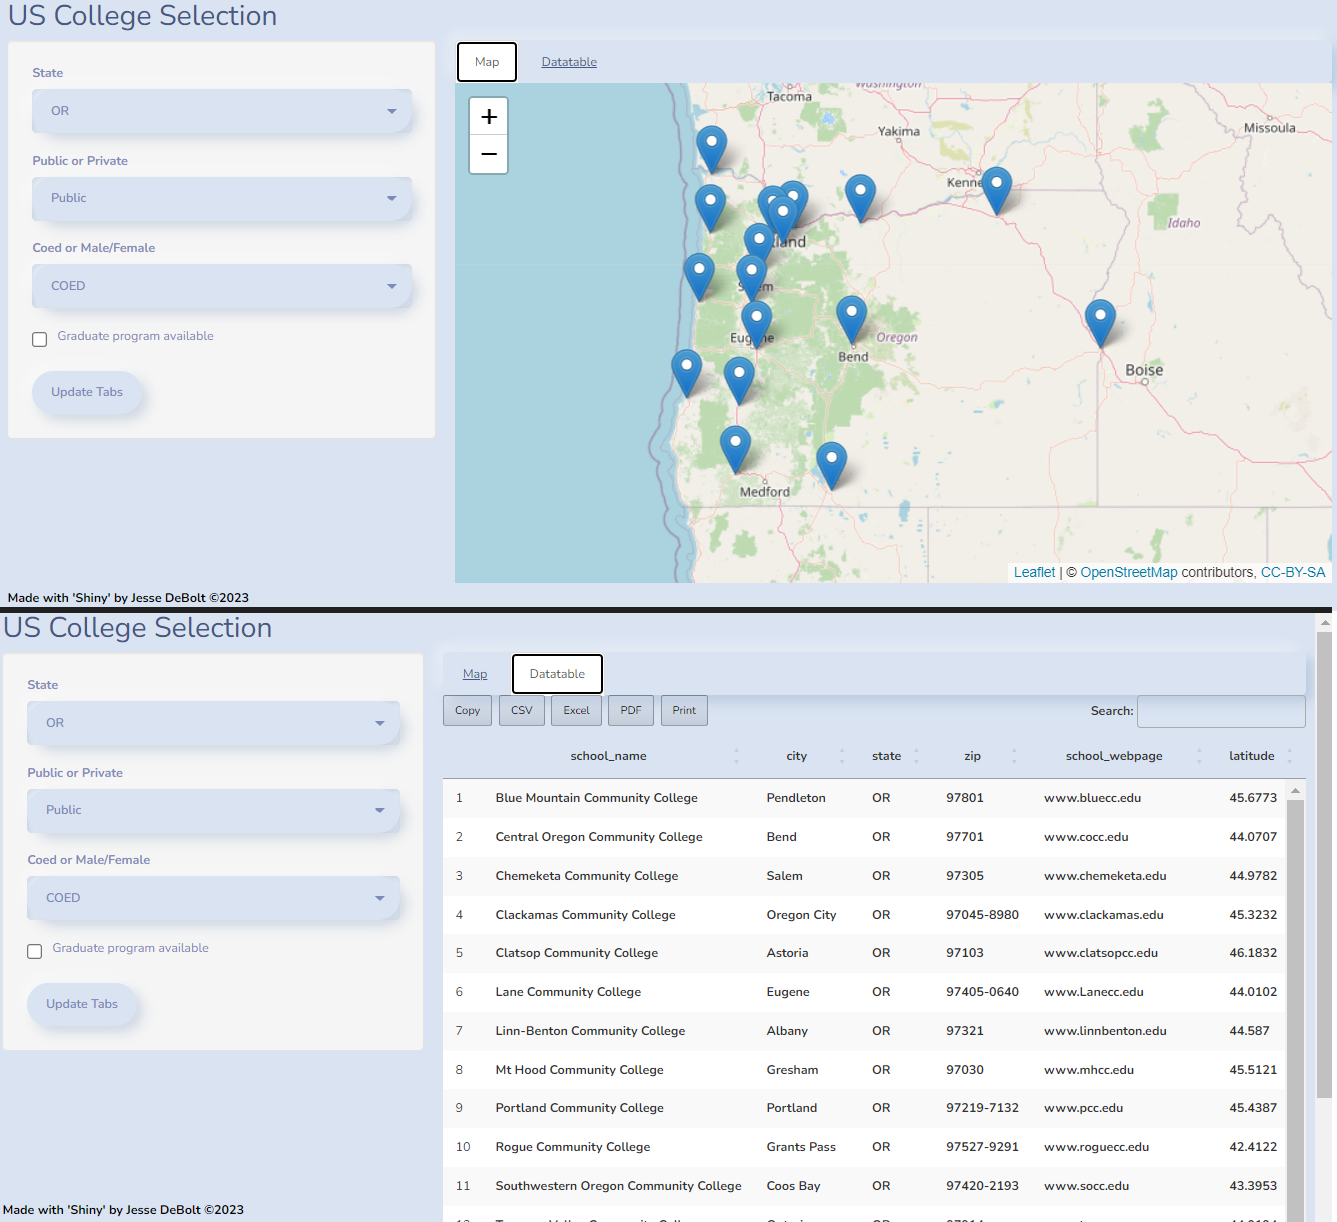 US College Selection
State
OR
Public or Private
Public
Coed or Male/Female
COED
Graduate program available
Update Tabs
Map Datatable
+
−
Washington
Tacoma
Yakima
Missoula
Idaho
Bend
Oregon
Boise
Medford
Leaflet | © OpenStreetMap contributors, CC-BY-SA
Made with 'Shiny' by Jesse DeBolt ©2023
US College Selection
State
OR
Public or Private
Public
Coed or Male/Female
COED
Graduate program available
Update Tabs
Map Datatable
Copy CSV Excel PDF Print Search:
school_name city state zip school_webpage latitude
1 Blue Mountain Community College Pendleton OR 97801 www.bluecc.edu 45.6773
2 Central Oregon Community College Bend OR 97701 www.cocc.edu 44.0707
3 Chemeketa Community College Salem OR 97305 www.chemeketa.edu 44.9782
4 Clackamas Community College Oregon City OR 97045-8980 www.clackamas.edu 45.3232
5 Clatsop Community College Astoria OR 97103 www.clatsopcc.edu 46.1832
6 Lane Community College Eugene OR 97405-0640 www.Lanecc.edu 44.0102
7 Linn-Benton Community College Albany OR 97321 www.linnbenton.edu 44.587
8 Mt Hood Community College Gresham OR 97030 www.mhcc.edu 45.5121
9 Portland Community College Portland OR 97219-7132 www.pcc.edu 45.4387
10 Rogue Community College Grants Pass OR 97527-9291 www.roguecc.edu 42.4122
11 Southwestern Oregon Community College Coos Bay OR 97420-2193 www.socc.edu 43.3953
Made with 'Shiny' by Jesse DeBolt ©2023